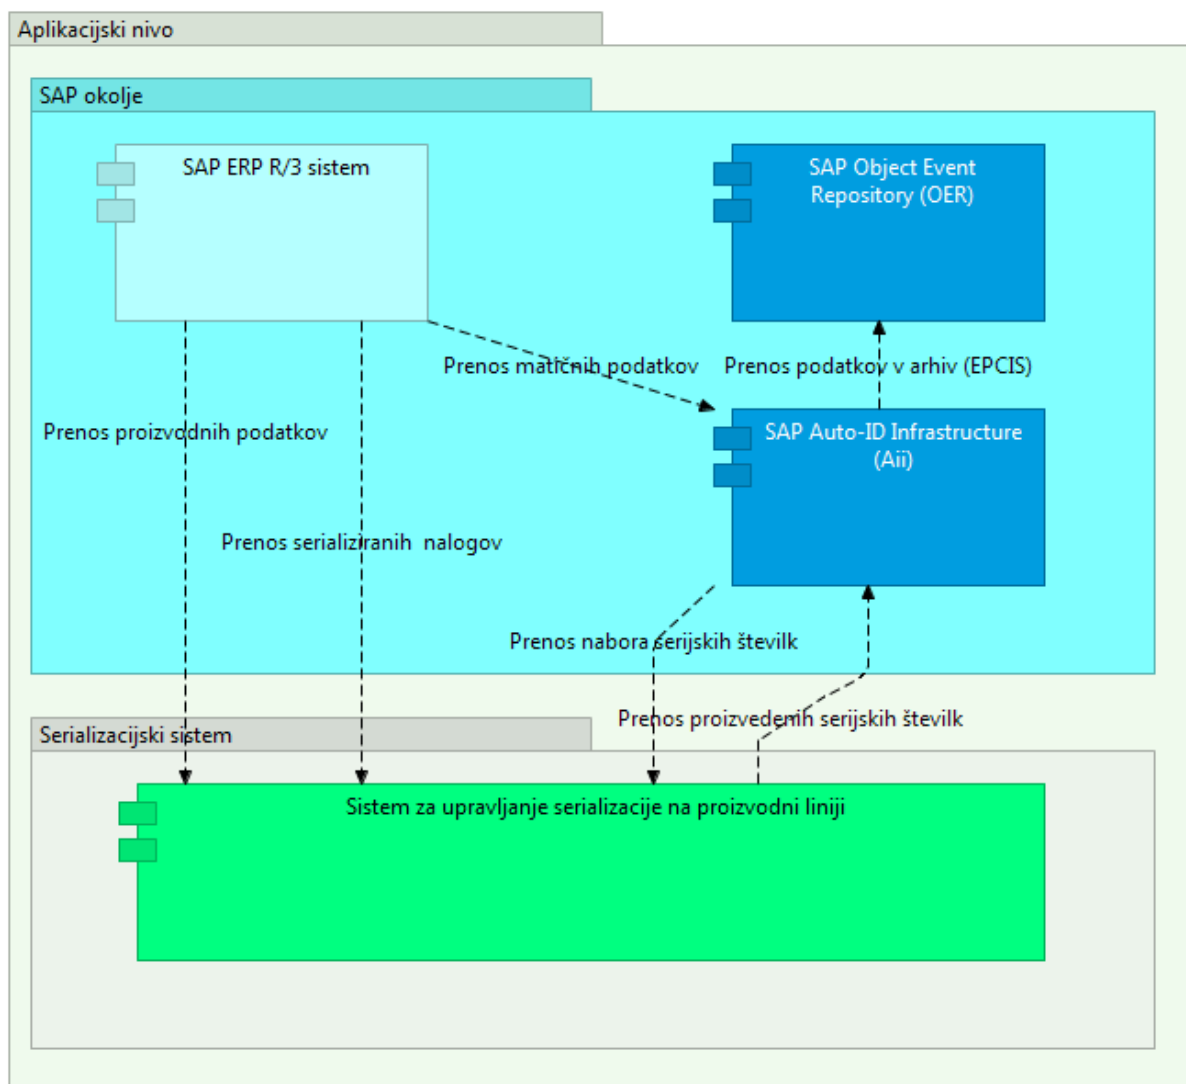 Aplikacijski nivo
SAP okolje
SAP ERP R/3 sistem
SAP Object Event
Repository (OER)
Prenos matičnih podatkov
Prenos podatkov v arhiv (EPCIS)
Prenos proizvodnih podatkov
SAP Auto-ID Infrastructure
(Aii)
Prenos serializiranih  nalogov
Prenos nabora serijskih številk
Prenos proizvedenih serijskih številk
Serializacijski sistem
Sistem za upravljanje serializacije na proizvodni liniji